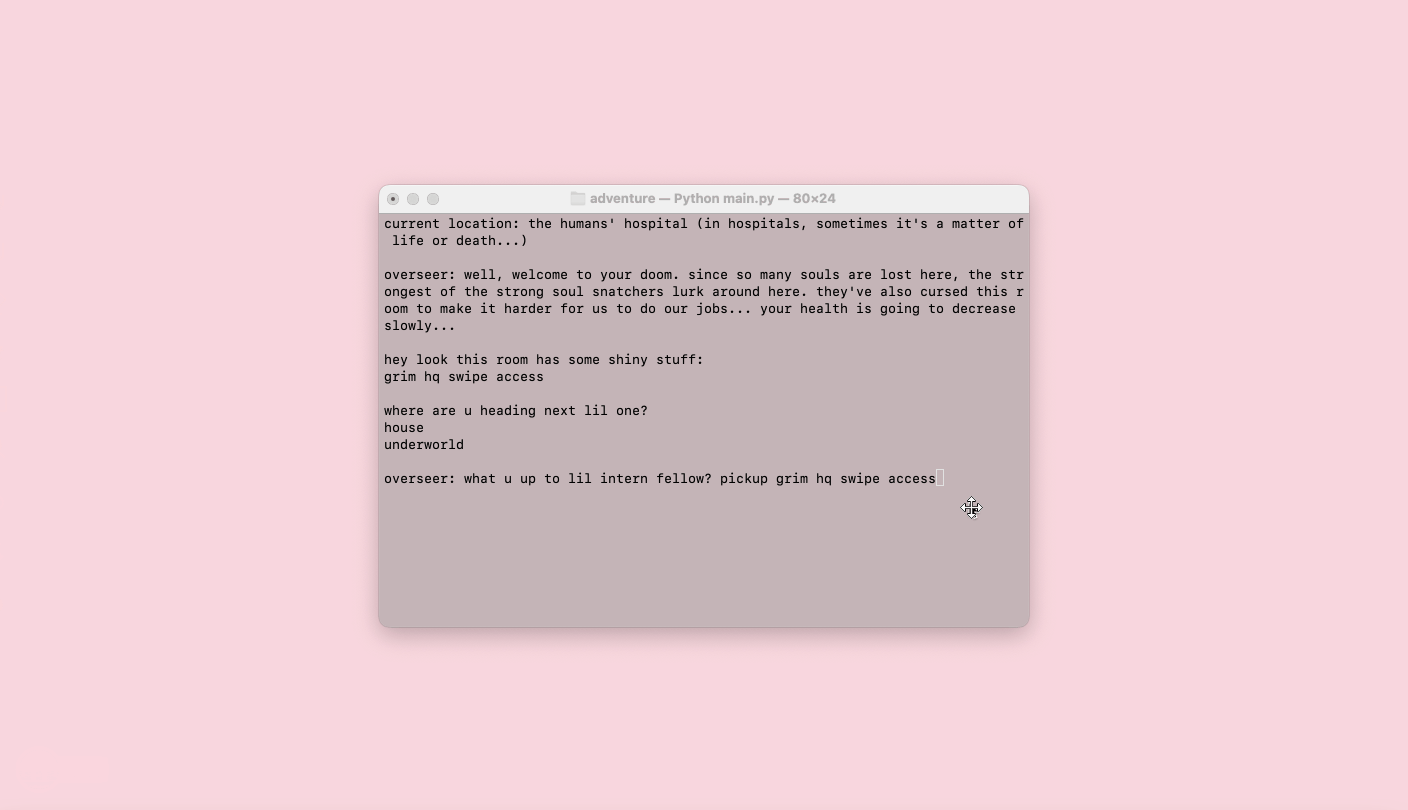 adventure — Python main.py — 80×24
current location: the humans' hospital (in hospitals, sometimes it's a matter of
life or death...)
overseer: well, welcome to your doom. since so many souls are lost here, the str
ongest of the strong soul snatchers lurk around here. they've also cursed this r
oom to make it harder for us to do our jobs... your health is going to decrease
slowly...
hey look this room has some shiny stuff:
grim hq swipe access
where are u heading next lil one?
house
underworld
overseer: what u up to lil intern fellow? pickup grim hq swipe access